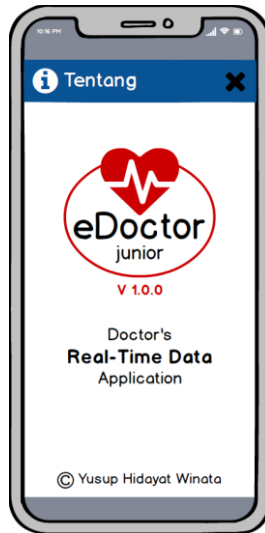 10:16 PM
i Tentang
eDoctor
junior
V 1.0.0
Doctor's
Real-Time Data
Application
© Yusup Hidayat Winata